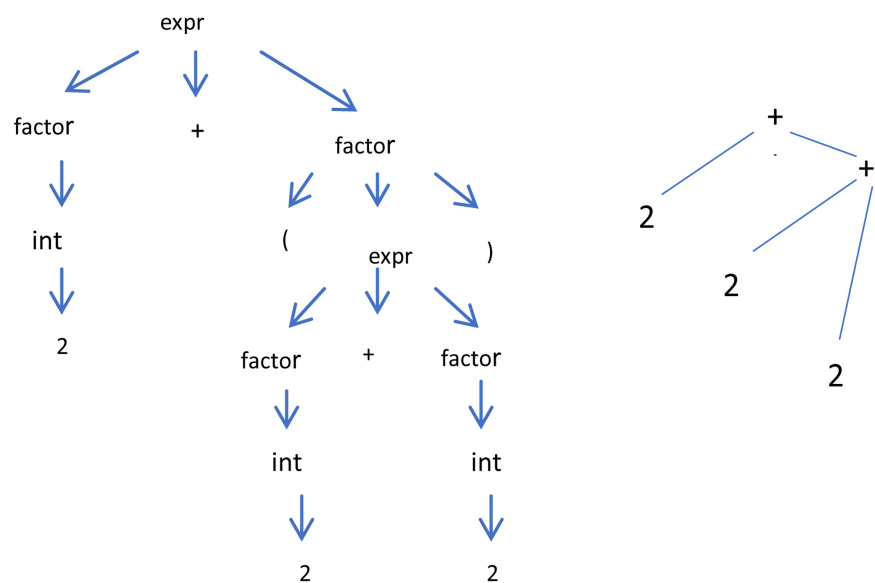 expr
factor + factor
int ( expr )
2 factor + factor
int int
2 2
+
+
2
2
2